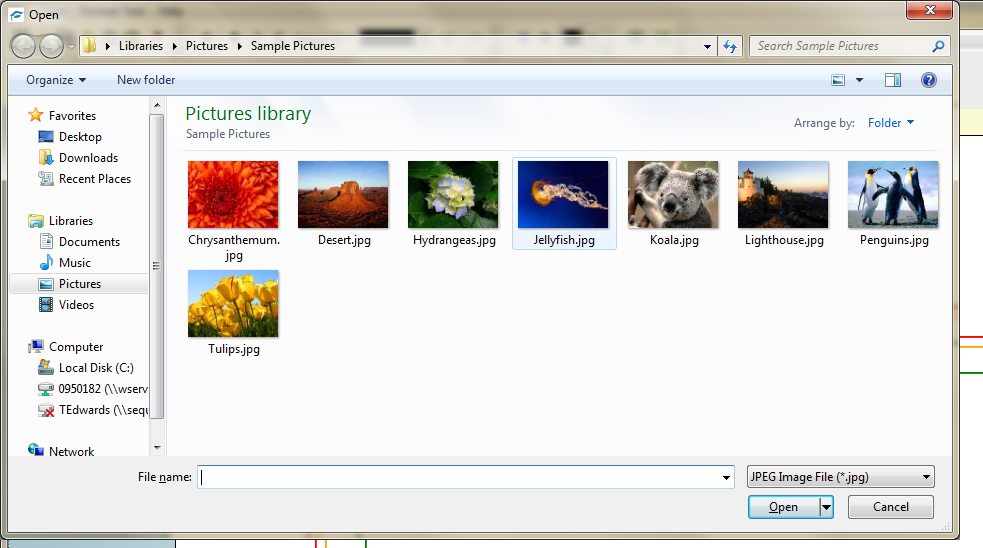 Open
Libraries Pictures Sample Pictures
Search Sample Pictures
Organize New folder
Favorites
Desktop
Downloads
Recent Places
Libraries
Documents
Music
Pictures
Videos
Computer
Local Disk (C:)
0950182 (\\wserv
TEdwards (\\sequ
Network
Pictures library
Sample Pictures
Arrange by: Folder
Chrysanthemum.
jpg
Desert.jpg
Hydrangeas.jpg
Jellyfish.jpg
Koala.jpg
Lighthouse.jpg
Penguins.jpg
Tulips.jpg
File name:
JPEG Image File (*.jpg)
Open Cancel